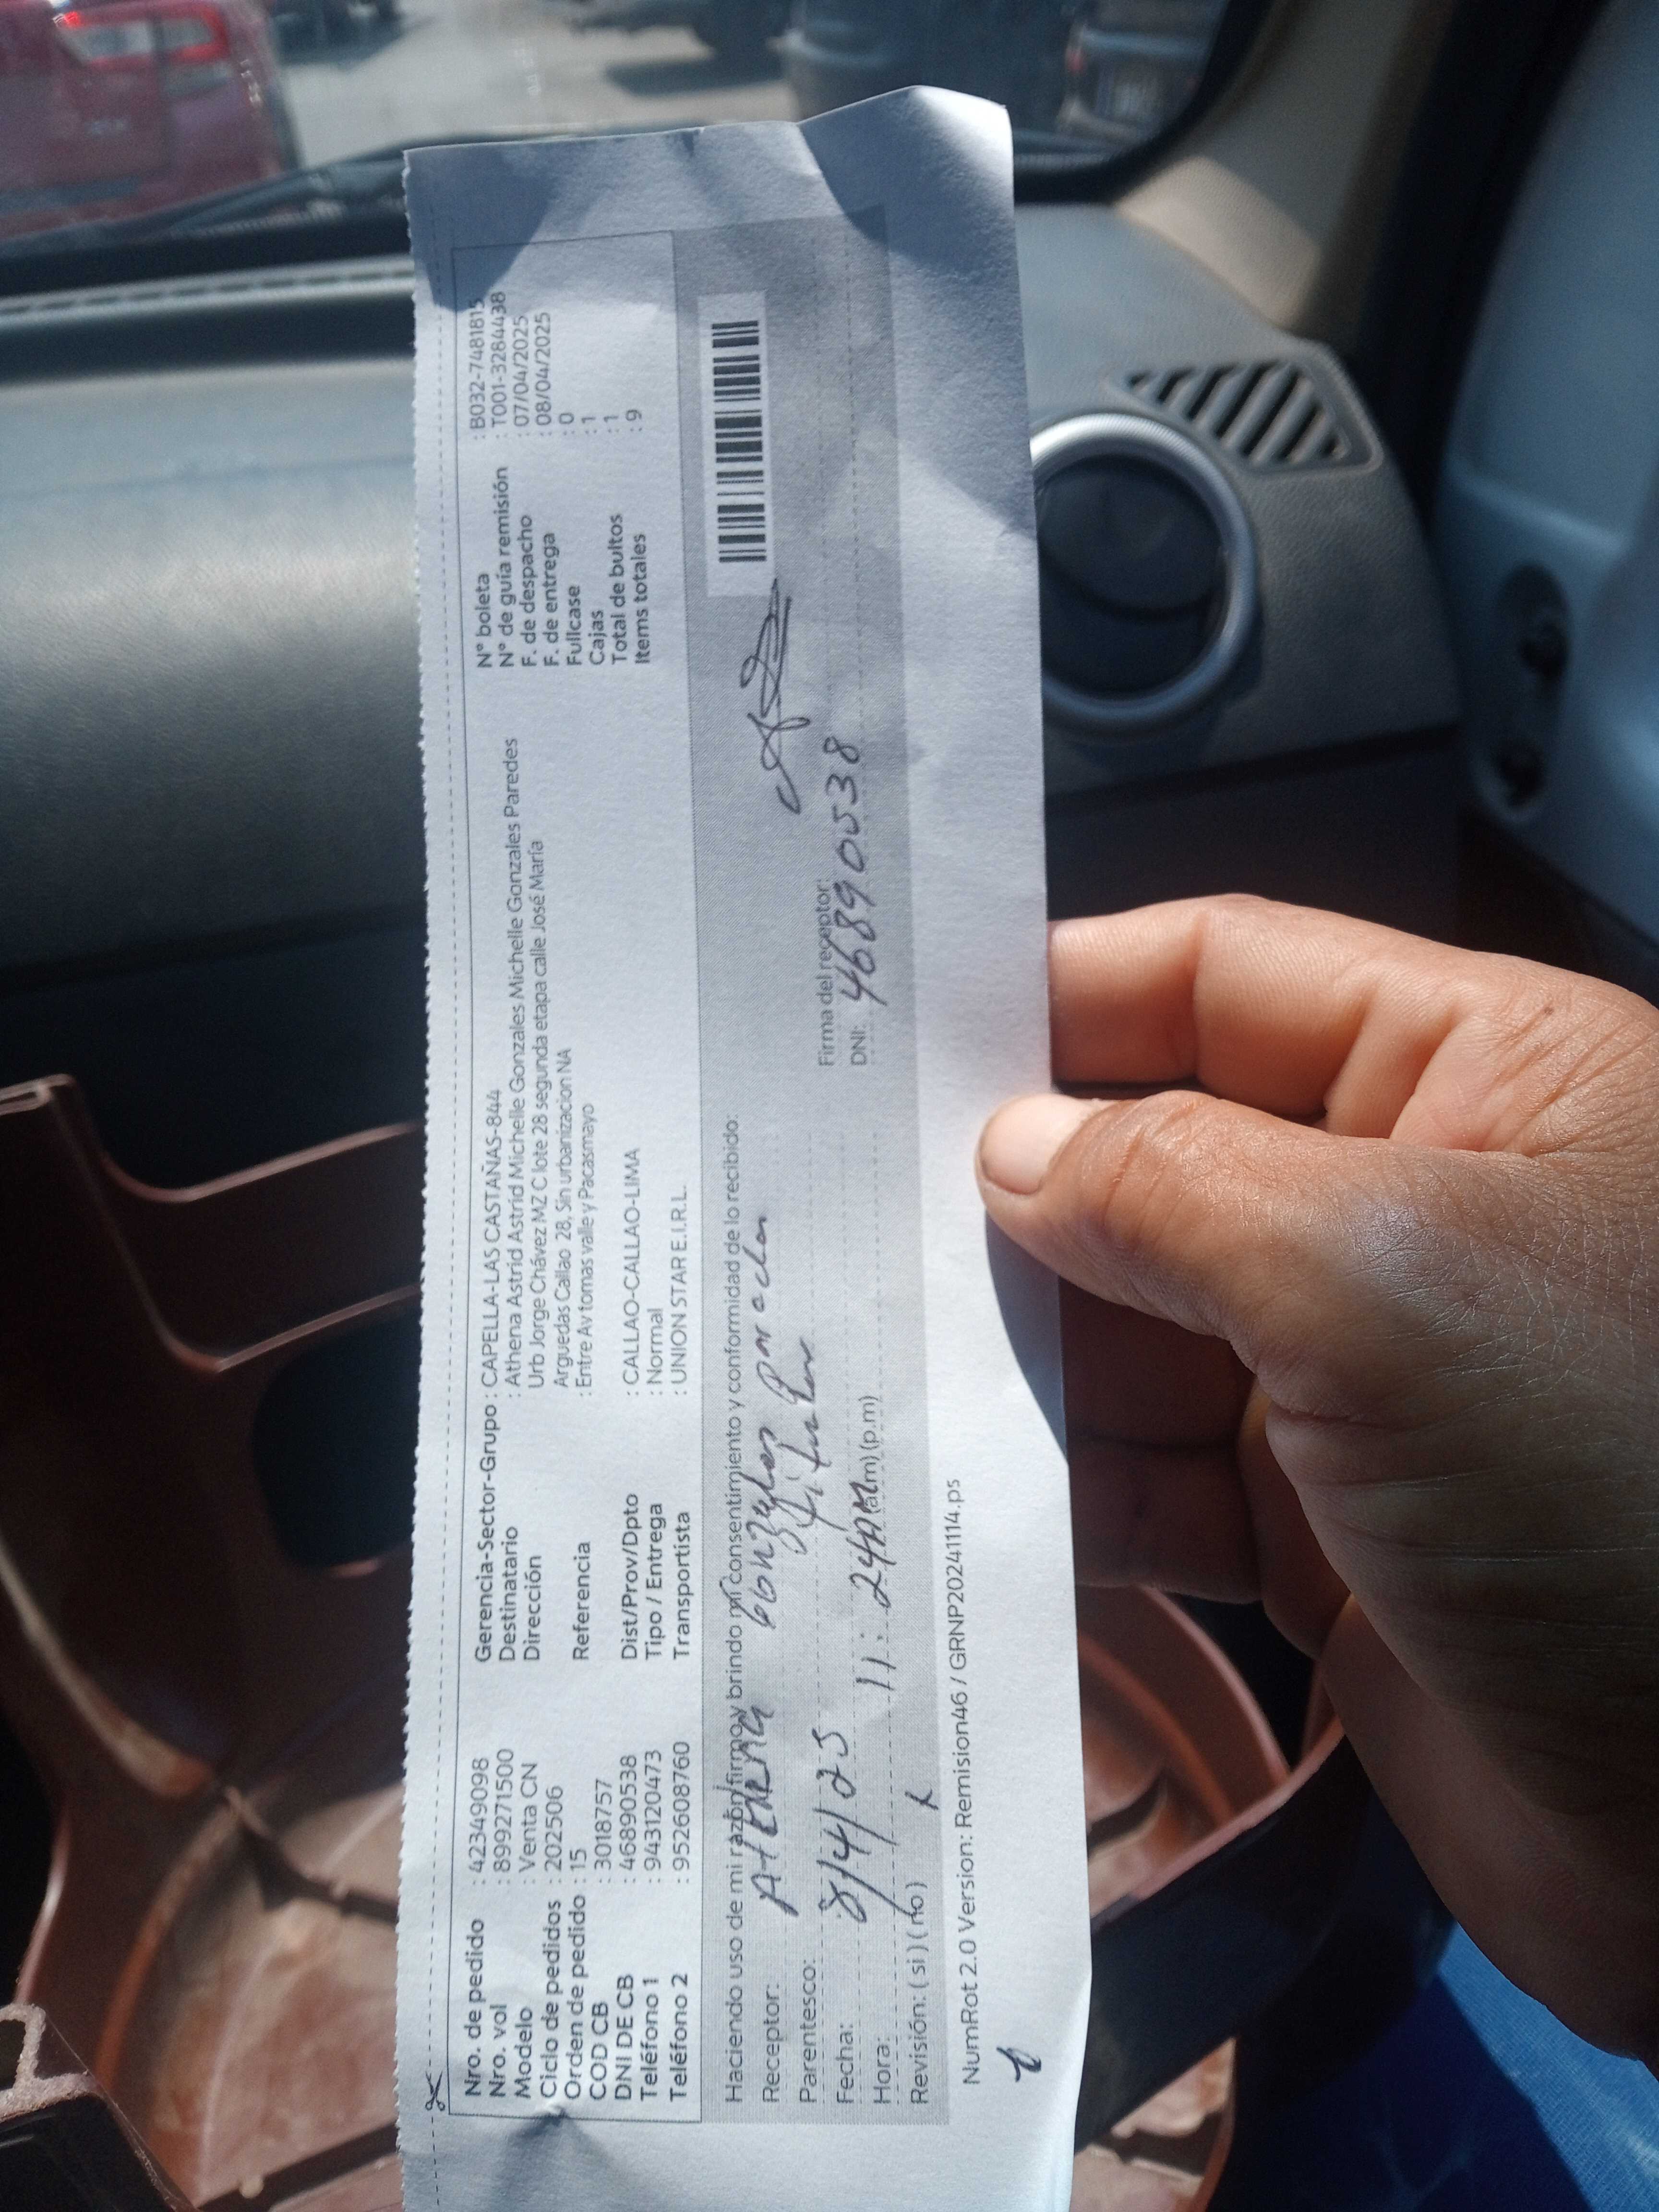 Nro. de pedido : 42349098
Nro. vol : 8992271500
Modelo : Venta CN
Ciclo de pedidos : 202506
Orden de pedido : 15
COD CB : 3018757
DNI DE CB : 46890538
Teléfono 1 : 943120473
Teléfono 2 : 952608760
Gerencia-Sector-Grupo : CAPELLA-LAS CASTAÑAS-844
Destinatario : Athena Astrid Astrid Michelle Gonzales Michelle Gonzales Paredes
Dirección Urb Jorge Chávez MZ C lote 28 segunda etapa calle José María
Arguedas Callao 28, Sin urbanizacion NA
Referencia : Entre Av tomas valle y Pacasmayo
Dist/Prov/Dpto : CALLAO-CALLAO-LIMA
Tipo / Entrega : Normal
Transportista : UNION STAR E.I.R.L.
N° boleta : B032-7481815
N° de guía remisión : T001-3284438
F. de despacho : 07/04/2025
F. de entrega : 08/04/2025
Fullcase : 0
Cajas : 1
Total de bultos : 1
Items totales : 9
Haciendo uso de mi razón firmo y brindo mi consentimiento y conformidad de lo recibido:
Receptor: Athena Gonzales
Parentesco: titular
Fecha: 8/4/25
Hora: 11:24AM (a.m) (p.m)
Revisión: ( si ) ( no )
Firma del receptor:
DNI: 46890538
NumRot 2.0 Version: Remision46 / GRNP20241114.ps